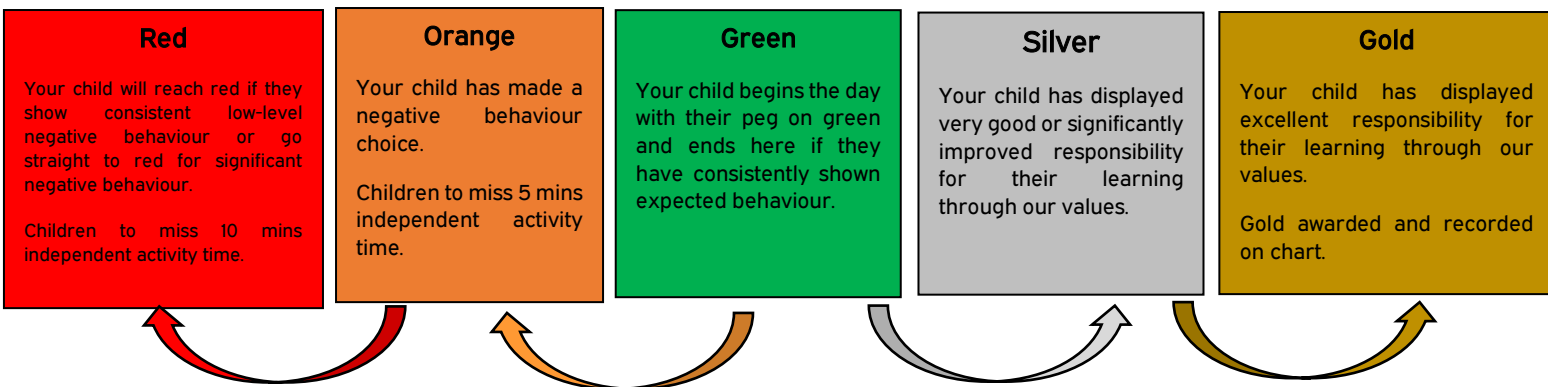 Red
Your child will reach red if they
show consistent low-level
negative behaviour or go
straight to red for significant
negative behaviour.
Children to miss 10 mins
independent activity time.
Orange
Your child has made a
negative behaviour
choice.
Children to miss 5 mins
independent activity
time.
Green
Your child begins the day
with their peg on green
and ends here if they
have consistently shown
expected behaviour.
Silver
Your child has displayed
very good or significantly
improved responsibility
for their learning
through our values.
Gold
Your child has displayed
excellent responsibility for
their learning through our
values.
Gold awarded and recorded
on chart.